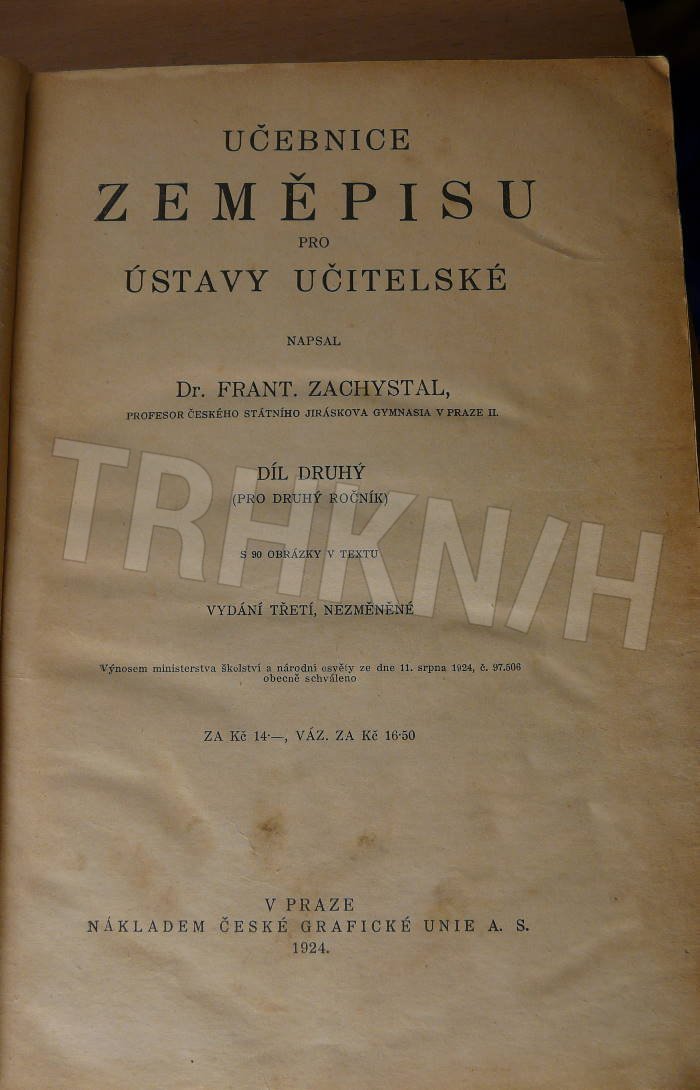 UČEBNICE
ZEMĚPISU
PRO
ÚSTAVY UČITELSKÉ
NAPSAL
Dr. FRANT. ZACHYSTAL,
PROFESOR ČESKÉHO STÁTNÍHO JIRÁSKOVA GYMNASIA V PRAZE II.
DÍL DRUHÝ
(PRO DRUHÝ ROČNÍK)
S 90 OBRÁZKY V TEXTU
VYDÁNÍ TŘETÍ, NEZMĚNĚNÉ
Výnosem ministerstva školství a národní osvěty ze dne 11. srpna 1924, č. 97.506
obecně schváleno
ZA Kč 14·—, VÁZ. ZA Kč 16·50
V PRAZE
NÁKLADEM ČESKÉ GRAFICKÉ UNIE A. S.
1924.
TRHKNIH